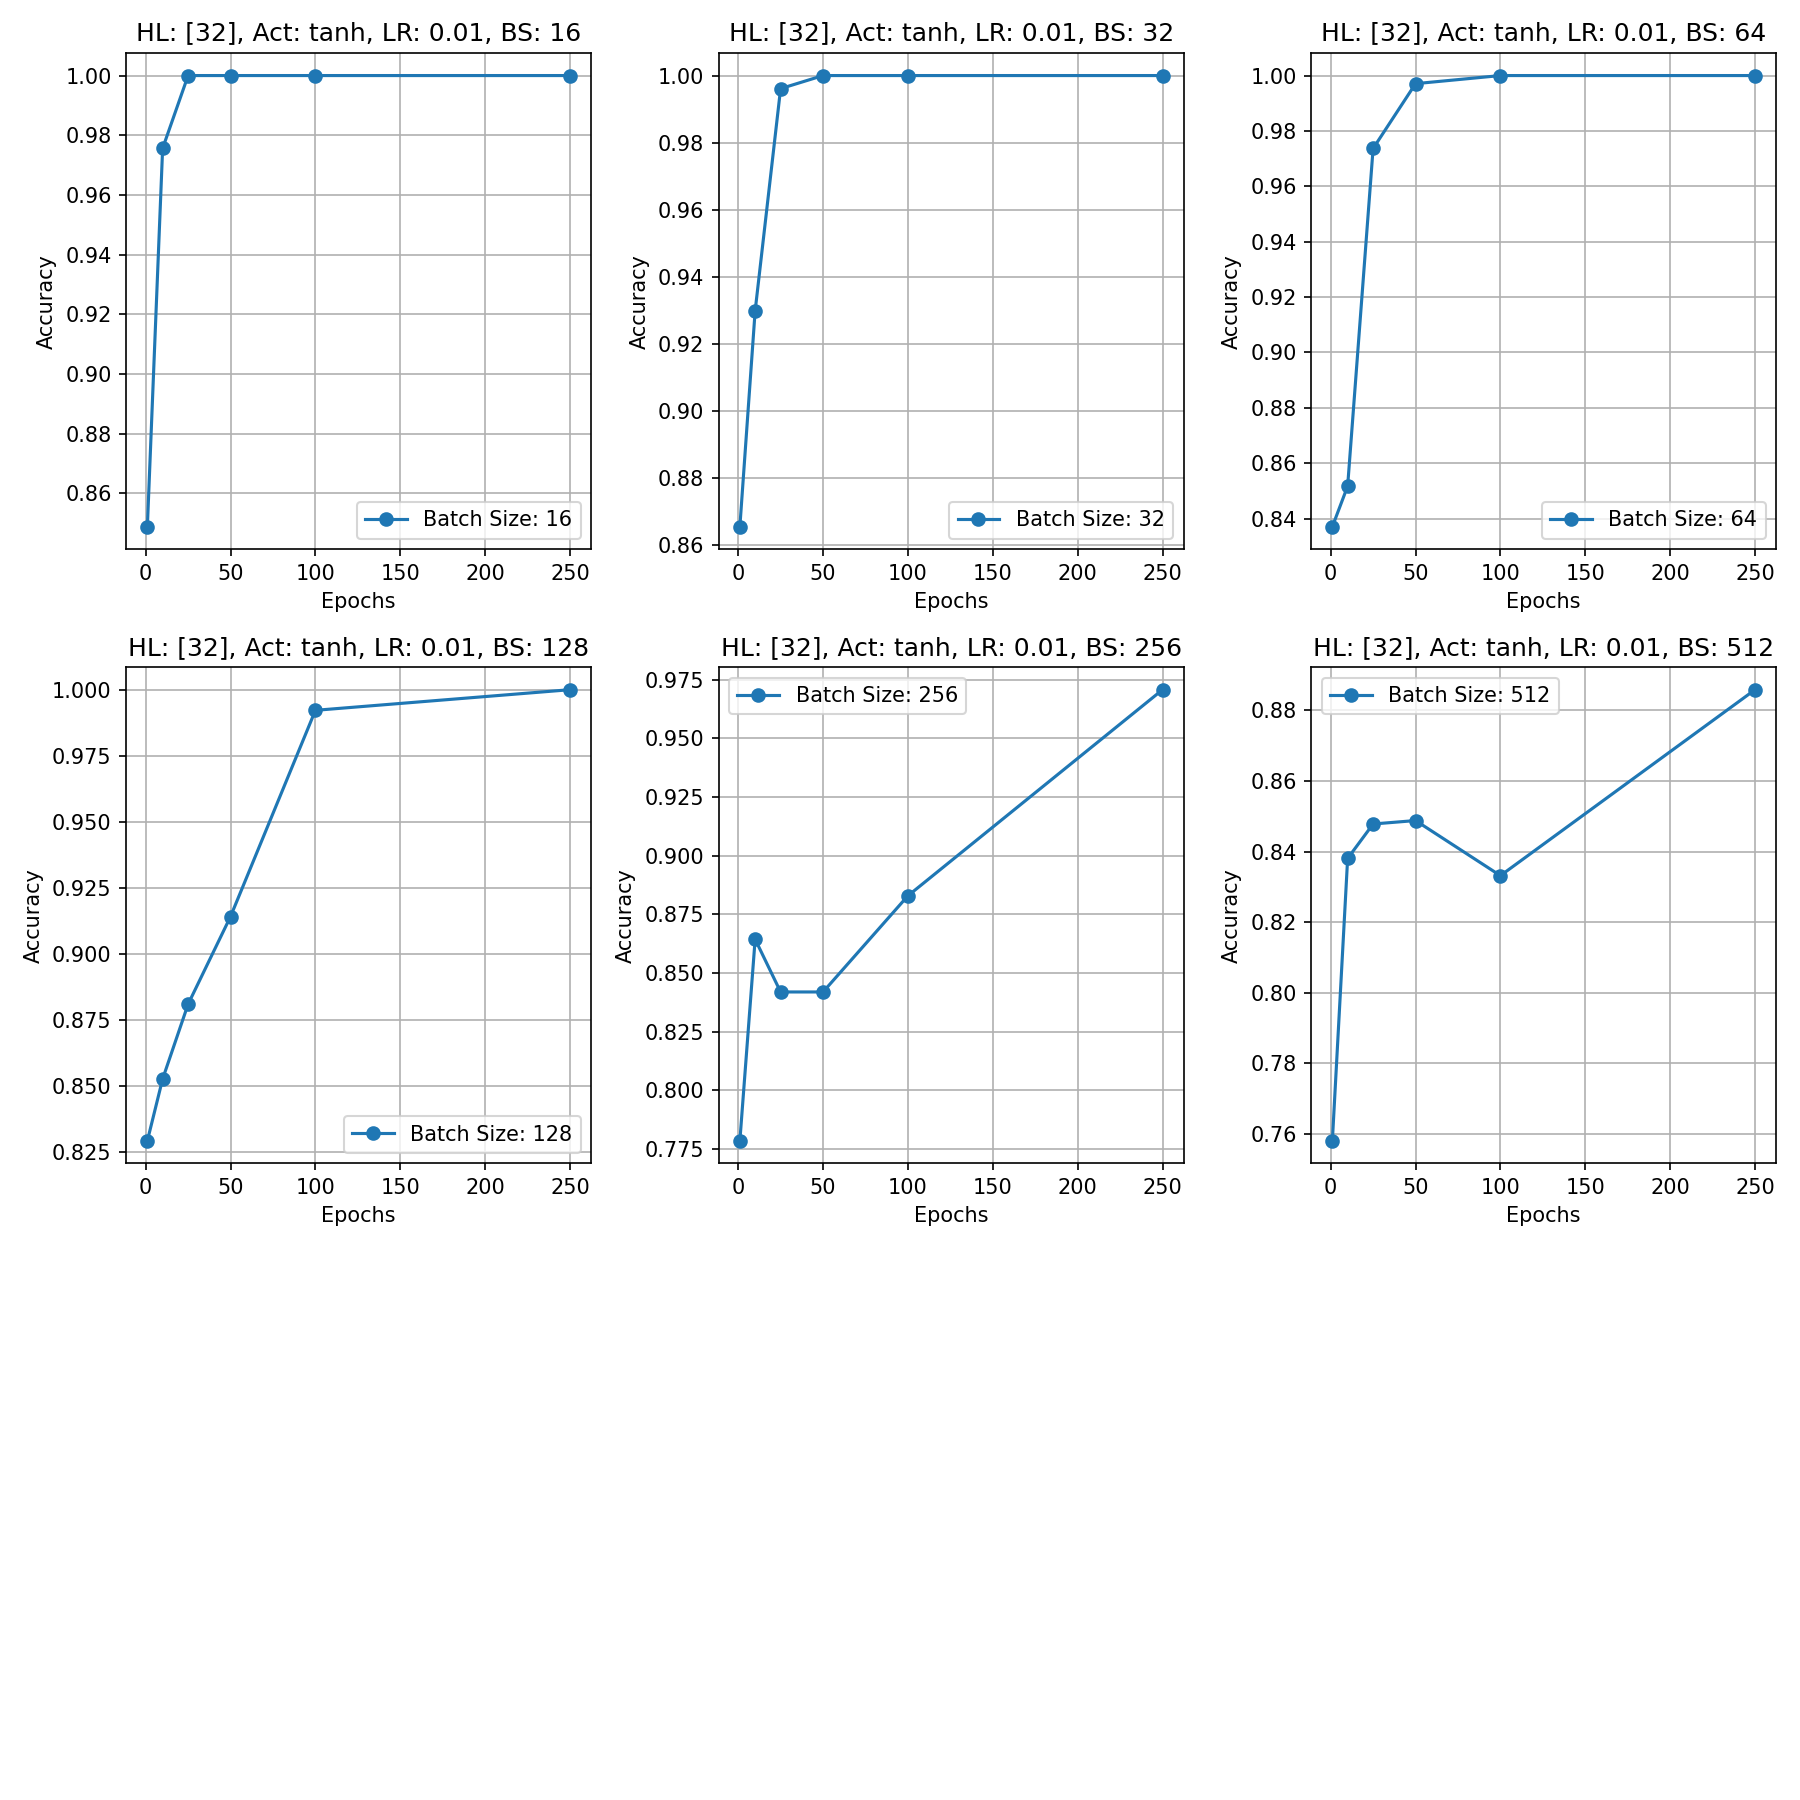 HL: [32], Act: tanh, LR: 0.01, BS: 16
1.00
0.98
0.96
0.94
0.92
0.90
0.88
0.86
Accuracy
Batch Size: 16
0 50 100 150 200 250
Epochs
HL: [32], Act: tanh, LR: 0.01, BS: 32
1.00
0.98
0.96
0.94
0.92
0.90
0.88
0.86
Accuracy
Batch Size: 32
0 50 100 150 200 250
Epochs
HL: [32], Act: tanh, LR: 0.01, BS: 64
1.00
0.98
0.96
0.94
0.92
0.90
0.88
0.86
0.84
Accuracy
Batch Size: 64
0 50 100 150 200 250
Epochs
HL: [32], Act: tanh, LR: 0.01, BS: 128
1.000
0.975
0.950
0.925
0.900
0.875
0.850
0.825
Accuracy
Batch Size: 128
0 50 100 150 200 250
Epochs
HL: [32], Act: tanh, LR: 0.01, BS: 256
0.975
0.950
0.925
0.900
0.875
0.850
0.825
0.800
0.775
Accuracy
Batch Size: 256
0 50 100 150 200 250
Epochs
HL: [32], Act: tanh, LR: 0.01, BS: 512
0.88
0.86
0.84
0.82
0.80
0.78
0.76
Accuracy
Batch Size: 512
0 50 100 150 200 250
Epochs